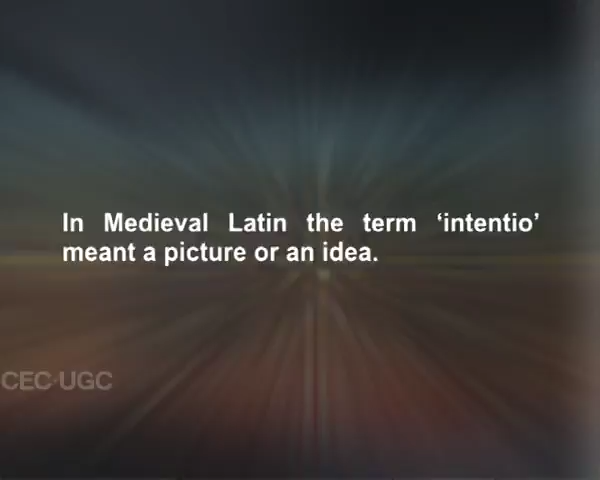 In Medieval Latin the term ‘intentio’
meant a picture or an idea.
CEC-UGC